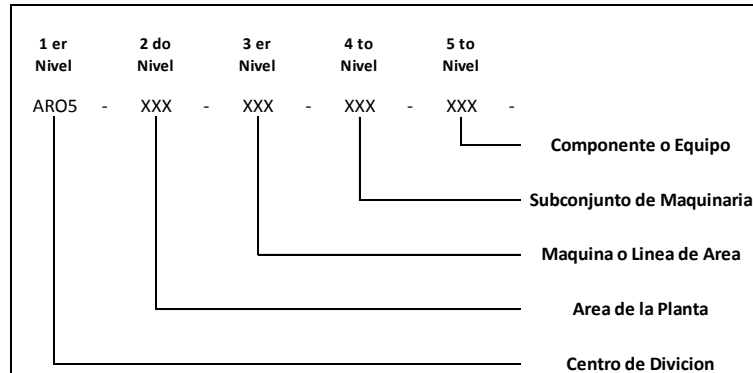 1 er 2 do 3 er 4 to 5 to
Nivel Nivel Nivel Nivel Nivel
ARO5 - XXX - XXX - XXX - XXX -
Componente o Equipo
Subconjunto de Maquinaria
Maquina o Linea de Area
Area de la Planta
Centro de Divicion